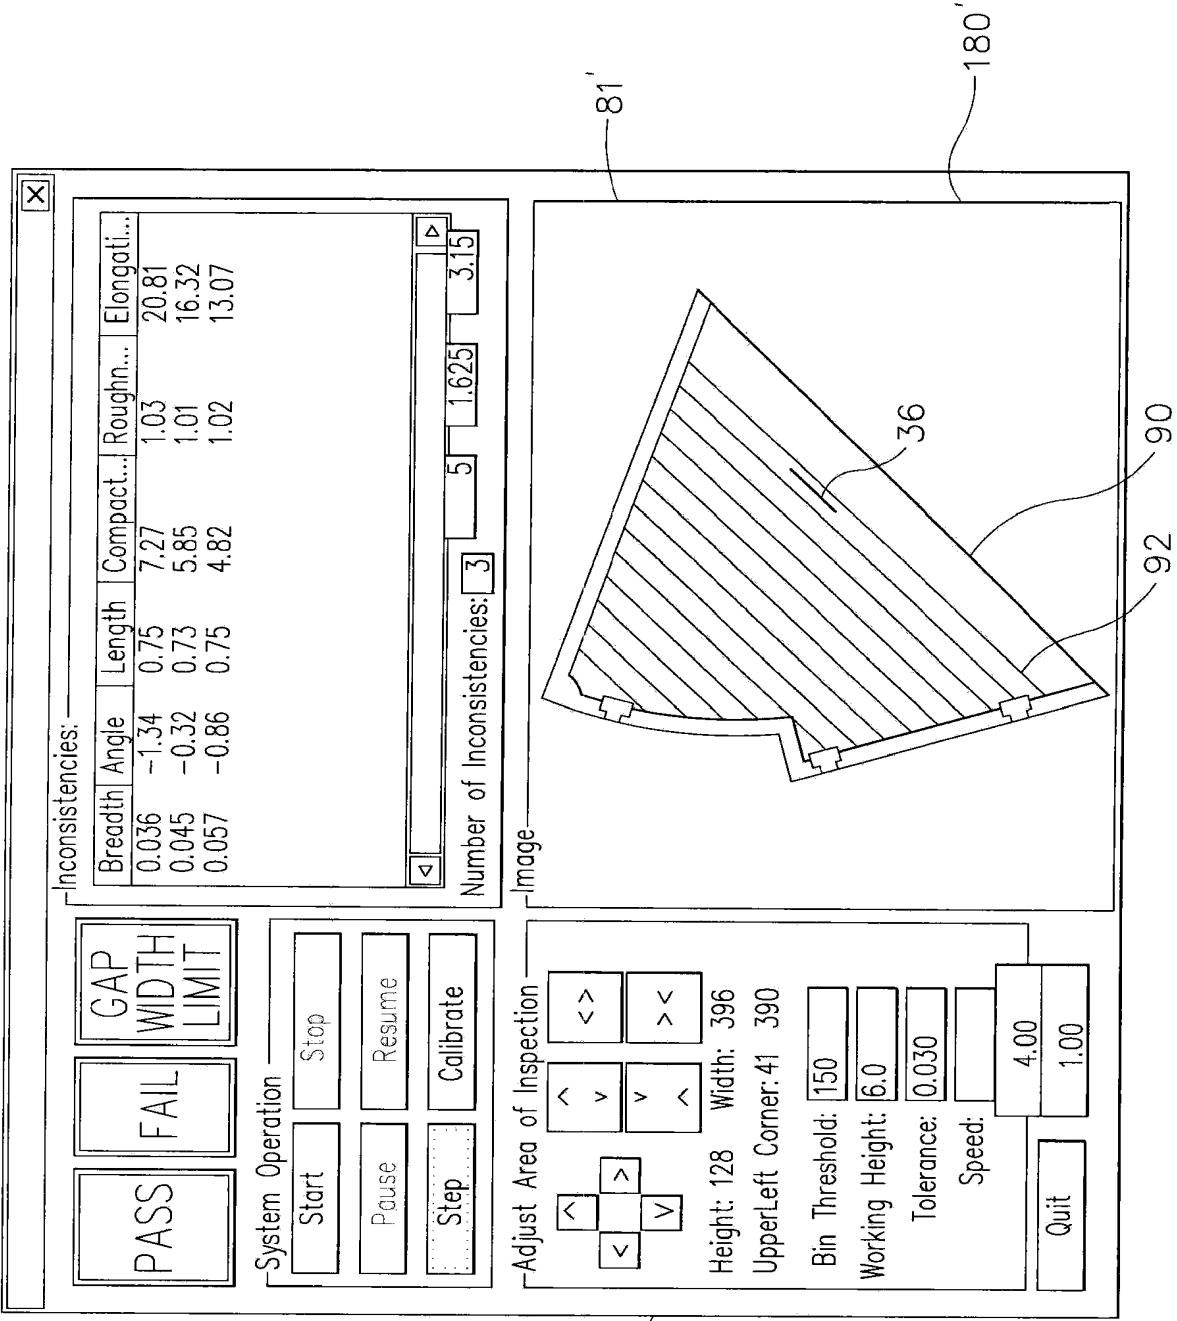 X
PASS
FAIL
GAP
WIDTH
LIMIT
System Operation
Start
Stop
Pause
Resume
Step
Calibrate
Inconsistencies:
Breadth Angle Length Compact... Roughn... Elongati...
0.036 -1.34 0.75 7.27 1.03 20.81
0.045 -0.32 0.73 5.85 1.01 16.32
0.057 -0.86 0.75 4.82 1.02 13.07
Number of Inconsistencies: 3 5 1.625 3.15
Adjust Area of Inspection
^
< >
V
^
v
< >
v
^
> <
Height: 128 Width: 396
UpperLeft Corner: 41 390
Bin Threshold: 150
Working Height: 6.0
Tolerance: 0.030
Speed:
4.00
1.00
Quit
Image
81'
180'
36
90
92